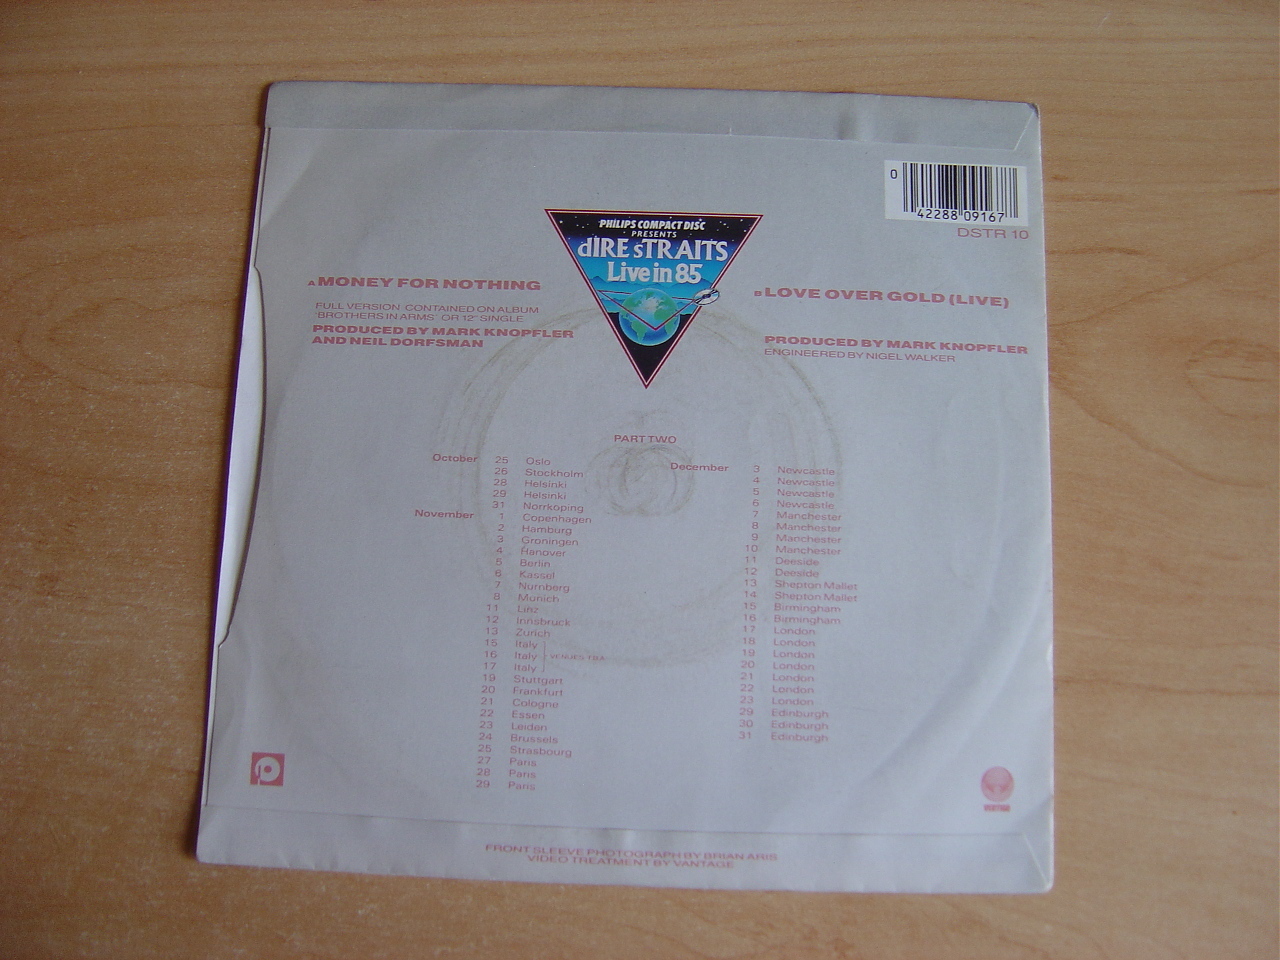 0
42288 09167
DSTR 10
PHILIPS COMPACT DISC
PRESENTS
dIRE sTRAITS
Live in 85
A MONEY FOR NOTHING
FULL VERSION CONTAINED ON ALBUM
'BROTHERS IN ARMS' OR 12" SINGLE
PRODUCED BY MARK KNOPFLER
AND NEIL DORFSMAN
B LOVE OVER GOLD (LIVE)
PRODUCED BY MARK KNOPFLER
ENGINEERED BY NIGEL WALKER
PART TWO
October 25 Oslo
26 Stockholm
28 Helsinki
29 Helsinki
31 Norrkoping
November 1 Copenhagen
2 Hamburg
3 Groningen
4 Hanover
5 Berlin
6 Kassel
7 Nurnberg
8 Munich
11 Linz
12 Innsbruck
13 Zurich
15 Italy
16 Italy VENUES TBA
17 Italy
19 Stuttgart
20 Frankfurt
21 Cologne
22 Essen
23 Leiden
24 Brussels
25 Strasbourg
27 Paris
28 Paris
29 Paris
December 3 Newcastle
4 Newcastle
5 Newcastle
6 Newcastle
7 Manchester
8 Manchester
9 Manchester
10 Manchester
11 Deeside
12 Deeside
13 Shepton Mallet
14 Shepton Mallet
15 Birmingham
16 Birmingham
17 London
18 London
19 London
20 London
21 London
22 London
23 London
29 Edinburgh
30 Edinburgh
31 Edinburgh
VERTIGO
FRONT SLEEVE PHOTOGRAPH BY BRIAN ARIS
VIDEO TREATMENT BY VANTAGE